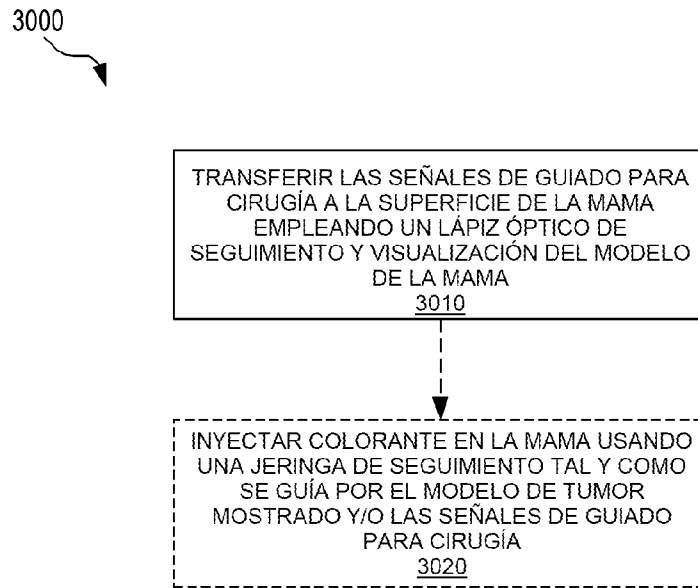 3000
TRANSFERIR LAS SEÑALES DE GUIADO PARA
CIRUGÍA A LA SUPERFICIE DE LA MAMA
EMPLEANDO UN LÁPIZ ÓPTICO DE
SEGUIMIENTO Y VISUALIZACIÓN DEL MODELO
DE LA MAMA
3010
INYECTAR COLORANTE EN LA MAMA USANDO
UNA JERINGA DE SEGUIMIENTO TAL Y COMO
SE GUÍA POR EL MODELO DE TUMOR
MOSTRADO Y/O LAS SEÑALES DE GUIADO
PARA CIRUGÍA
3020